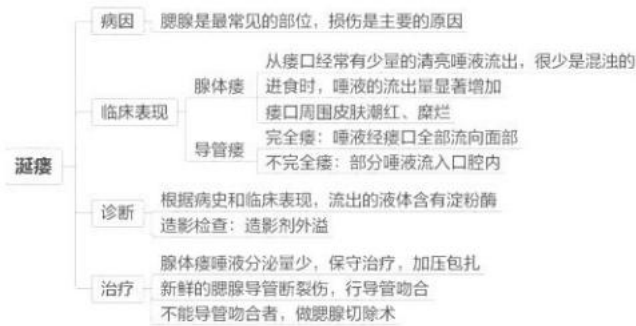 涎瘘
病因
腮腺是最常见的部位，损伤是主要的原因
临床表现
腺体瘘
从瘘口经常有少量的清亮唾液流出，很少是混浊的
进食时，唾液的流出量显著增加
瘘口周围皮肤潮红、糜烂
导管瘘
完全瘘：唾液经瘘口全部流向面部
不完全瘘：部分唾液流入口腔内
诊断
根据病史和临床表现，流出的液体含有淀粉酶
造影检查：造影剂外溢
治疗
腺体瘘唾液分泌量少，保守治疗，加压包扎
新鲜的腮腺导管断裂伤，行导管吻合
不能导管吻合者，做腮腺切除术